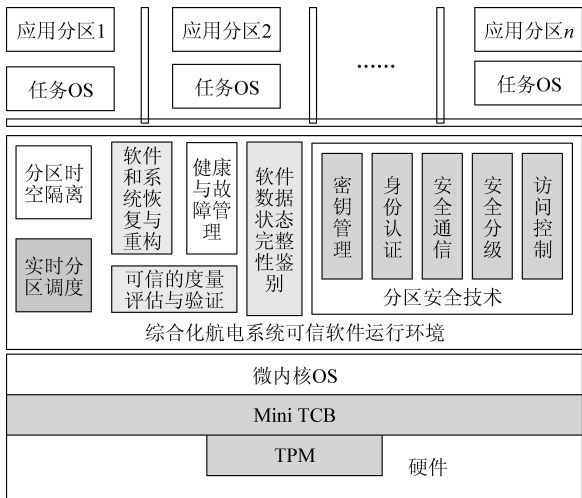 应用分区1
应用分区2
应用分区n
任务OS
任务OS
……
任务OS
分区时
空隔离
实时分
区调度
软件
和系
统恢
复与
重构
健康
与故
障管
理
可信的度量
评估与验证
软件
数据
状态
完整
性鉴
别
密钥管理
身份认证
安全通信
安全分级
访问控制
分区安全技术
综合化航电系统可信软件运行环境
微内核OS
Mini TCB
TPM
硬件